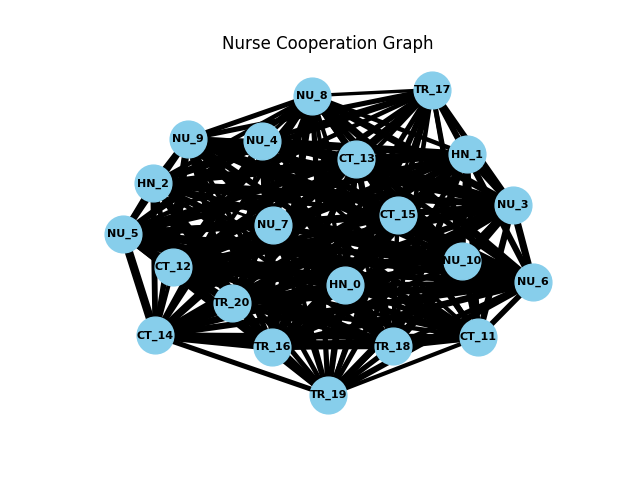 Nurse Cooperation Graph
TR_17
NU_8
NU_9
NU_4
HN_1
CT_13
HN_2
NU_3
CT_15
NU_7
NU_5
NU_10
CT_12
NU_6
HN_0
TR_20
CT_14
CT_11
TR_16
TR_18
TR_19